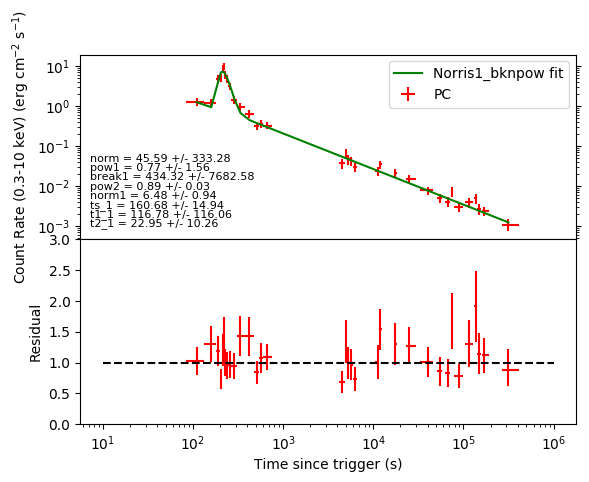 Count Rate (0.3-10 keV) (erg cm⁻² s⁻¹)
10¹
10⁰
10⁻¹
10⁻²
10⁻³
Norris1_bknpow fit
PC
norm = 45.59 +/- 333.28
pow1 = 0.77 +/- 1.56
break1 = 434.32 +/- 7682.58
pow2 = 0.89 +/- 0.03
norm1 = 6.48 +/- 0.94
ts_1 = 160.68 +/- 14.94
t1_1 = 116.78 +/- 116.06
t2_1 = 22.95 +/- 10.26
Residual
3.0
2.5
2.0
1.5
1.0
0.5
0.0
10¹ 10² 10³ 10⁴ 10⁵ 10⁶
Time since trigger (s)